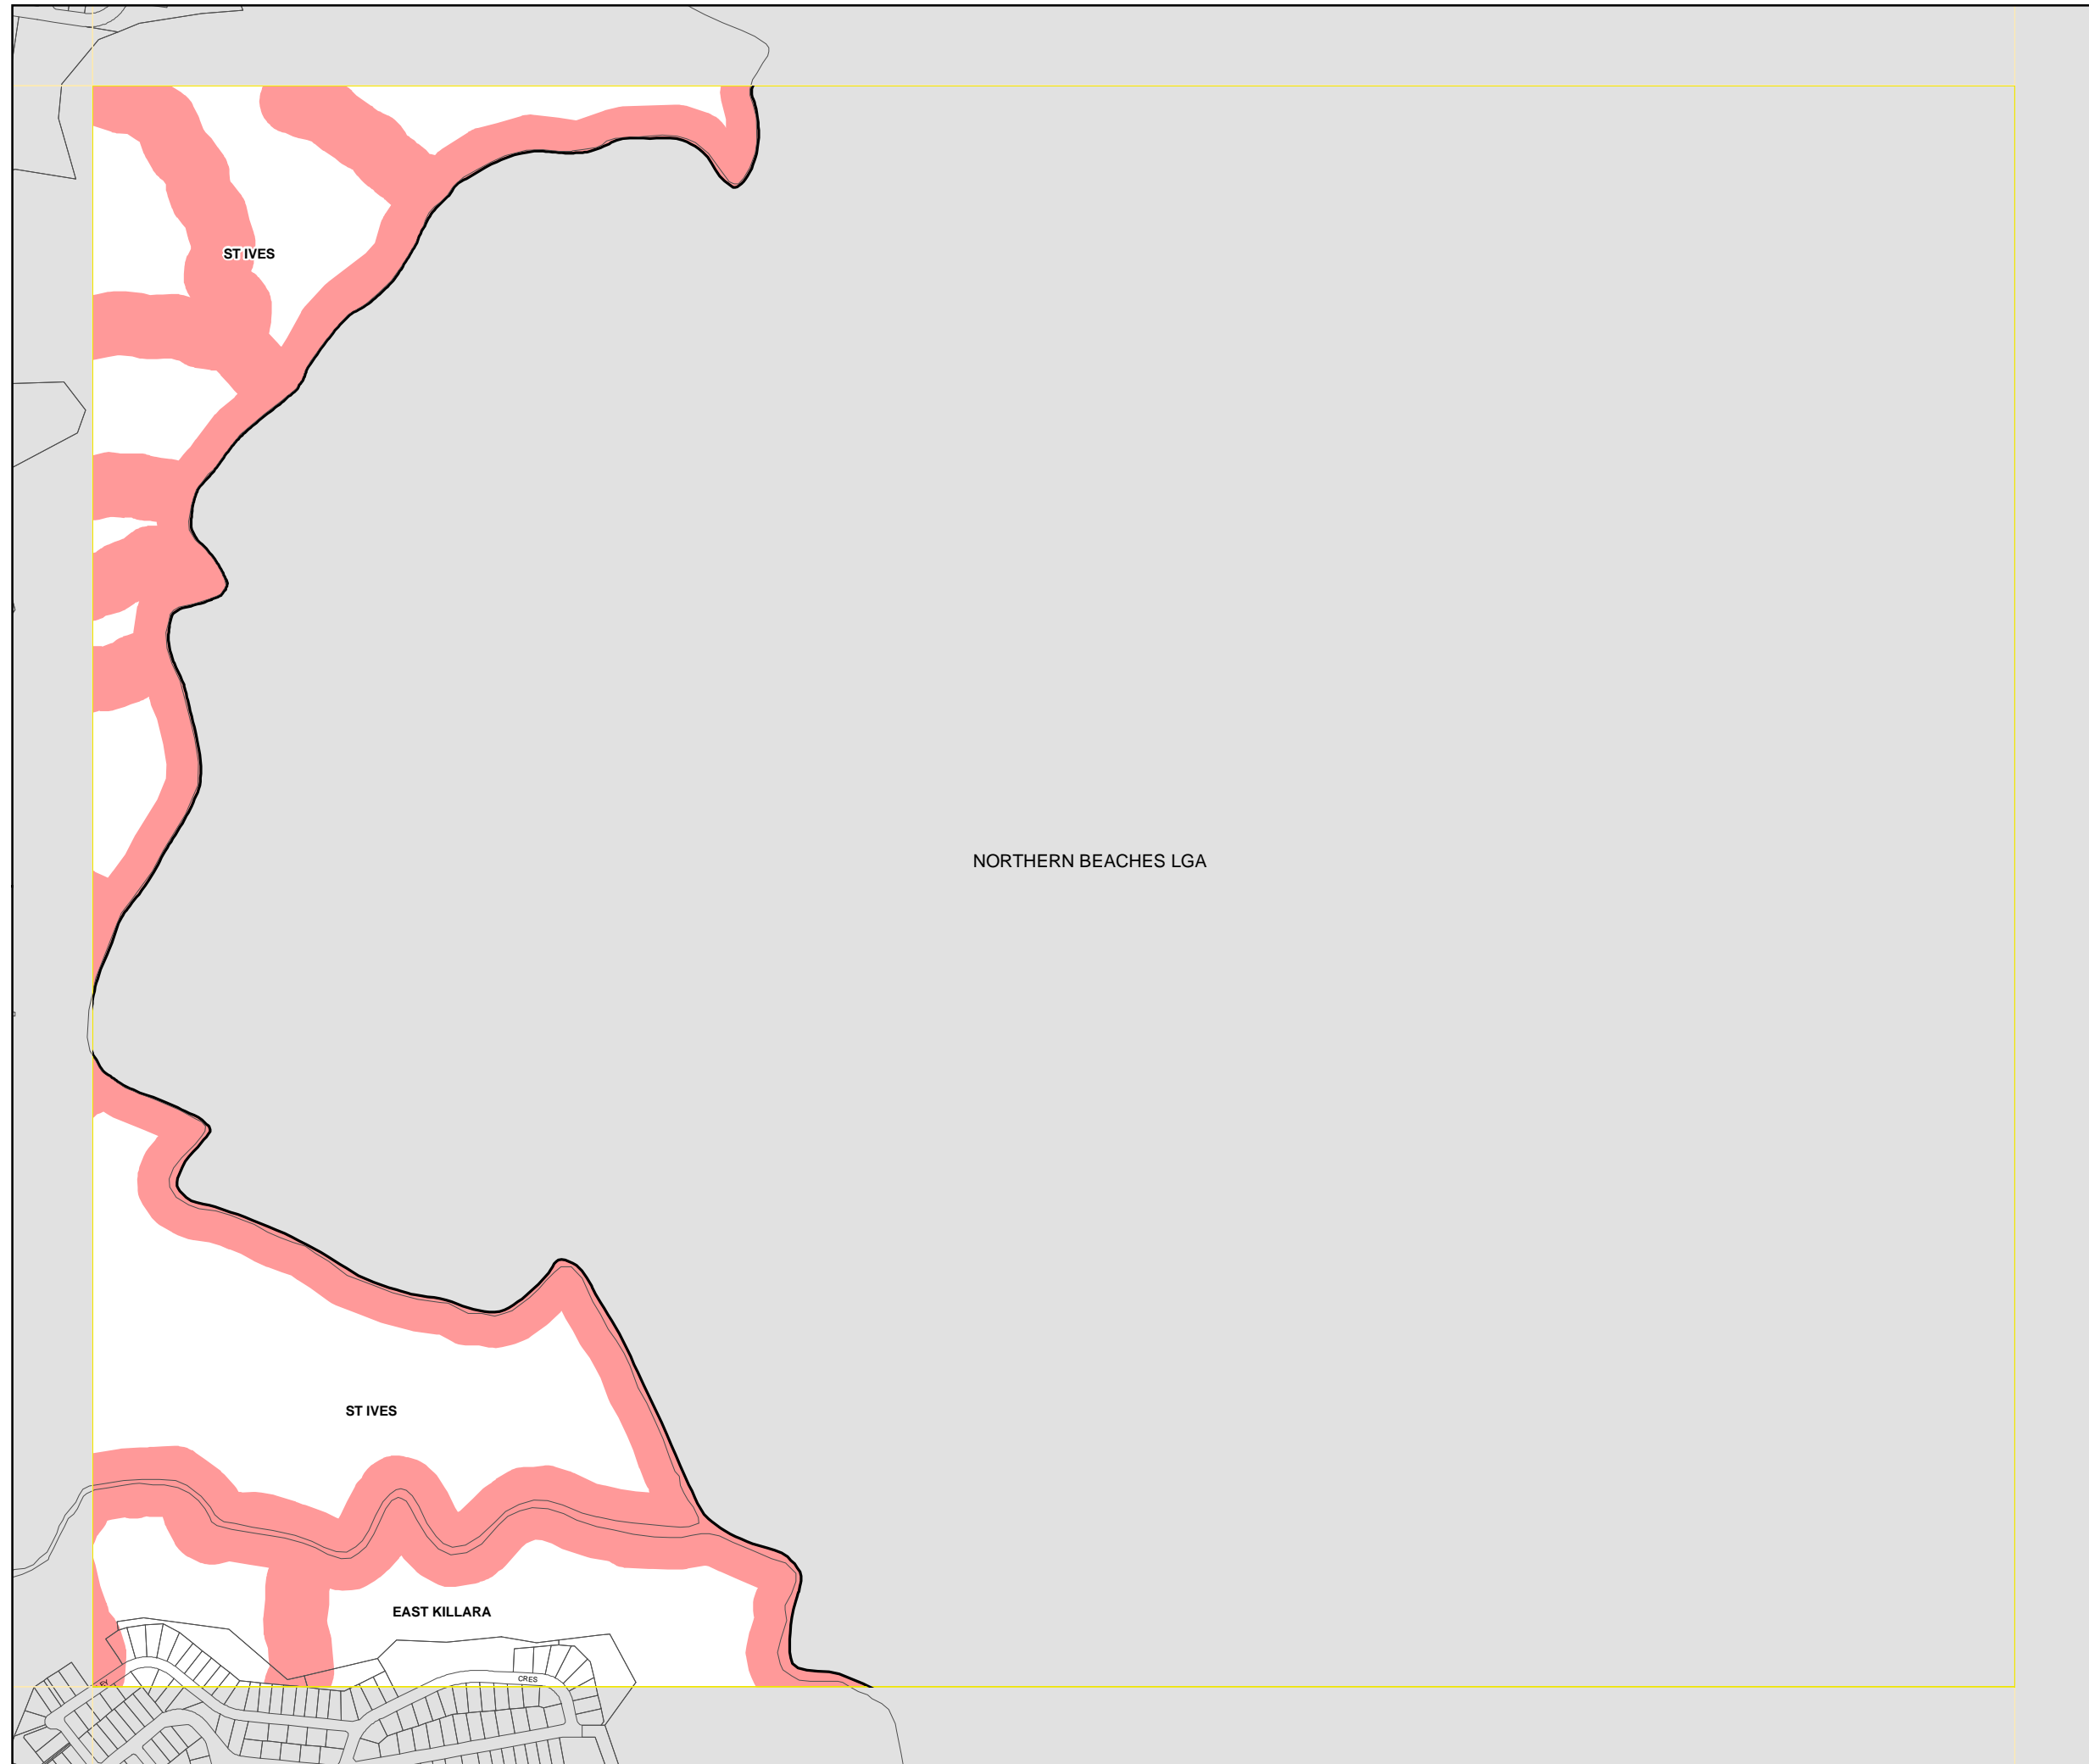 ST IVES
NORTHERN BEACHES LGA
ST IVES
EAST KILLARA
CRES